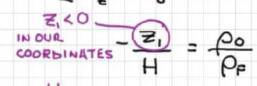 z₁<0
IN OUR
COORDINATES
- z₁/H = ρ₀/ρF